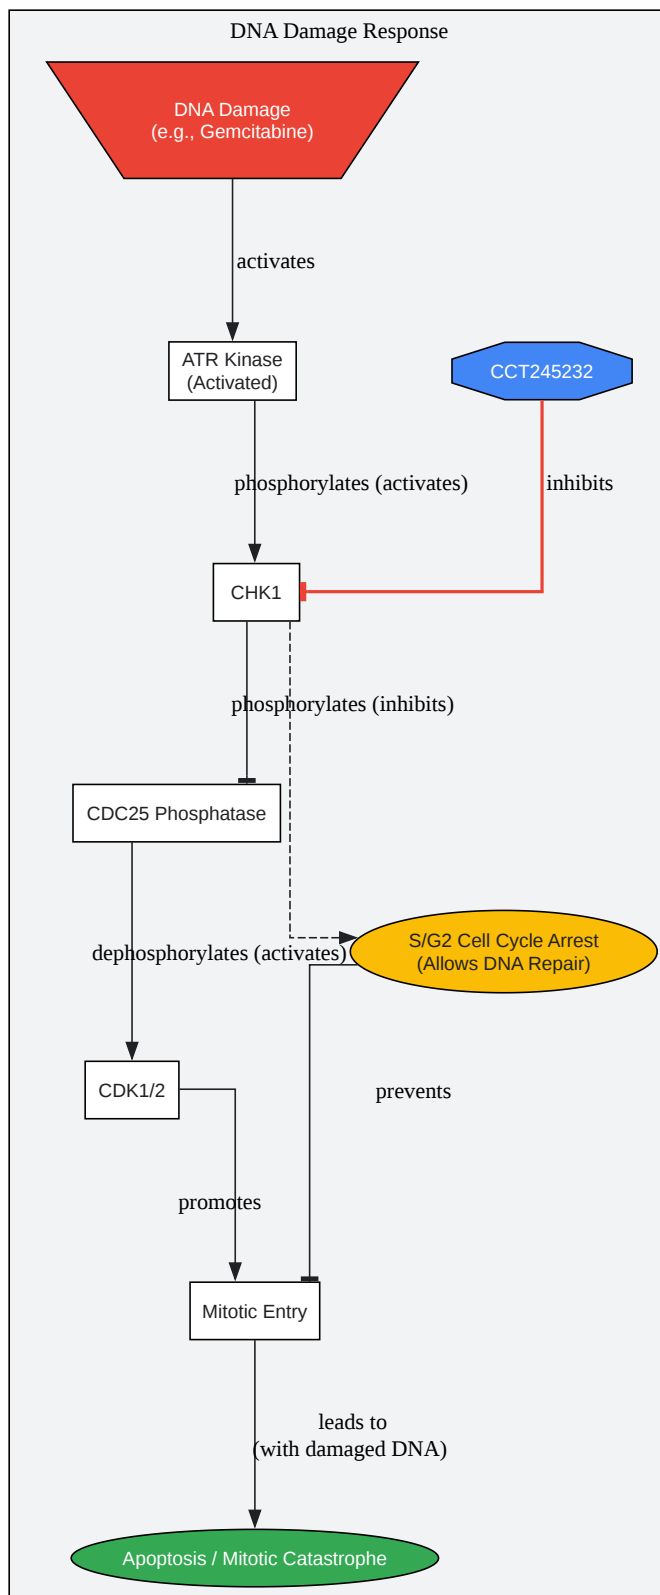 DNA Damage Response
DNA Damage
(e.g., Gemcitabine)
activates
ATR Kinase
(Activated)
CCT245232
phosphorylates (activates)
inhibits
CHK1
phosphorylates (inhibits)
CDC25 Phosphatase
S/G2 Cell Cycle Arrest
(Allows DNA Repair)
dephosphorylates (activates)
CDK1/2
prevents
promotes
Mitotic Entry
leads to
(with damaged DNA)
Apoptosis / Mitotic Catastrophe